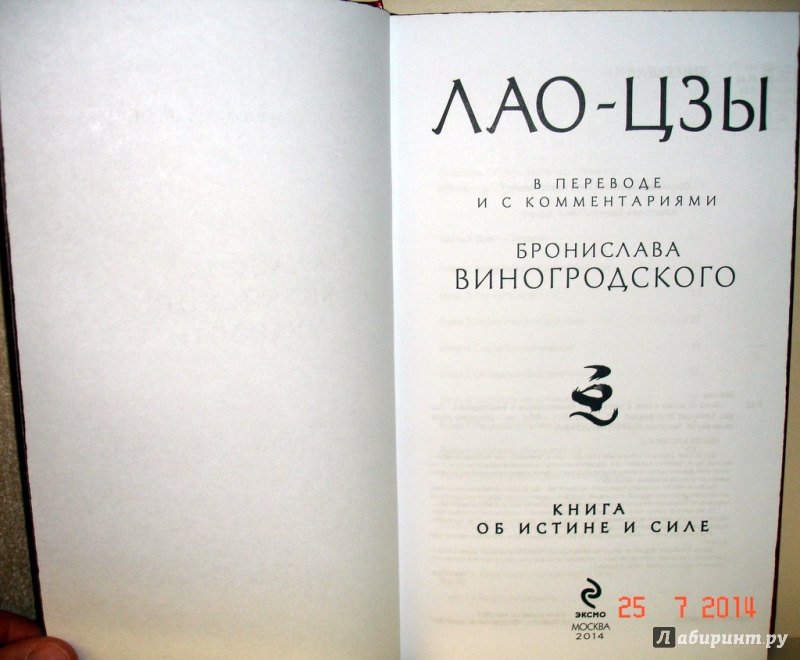 ЛАО-ЦЗЫ
В ПЕРЕВОДЕ
И С КОММЕНТАРИЯМИ
БРОНИСЛАВА
ВИНОГРОДСКОГО
КНИГА
ОБ ИСТИНЕ И СИЛЕ
ЭКСМО
МОСКВА
2014
25 7 2014
Лабиринт.ру